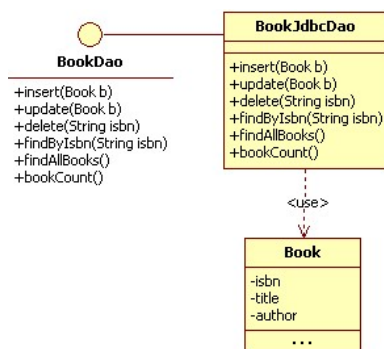 BookDao
+insert(Book b)
+update(Book b)
+delete(String isbn)
+findByIsbn(String isbn)
+findAllBooks()
+bookCount()
BookJdbcDao
+insert(Book b)
+update(Book b)
+delete(String isbn)
+findByIsbn(String isbn)
+findAllBooks()
+bookCount()
<use>
Book
-isbn
-title
-author
...